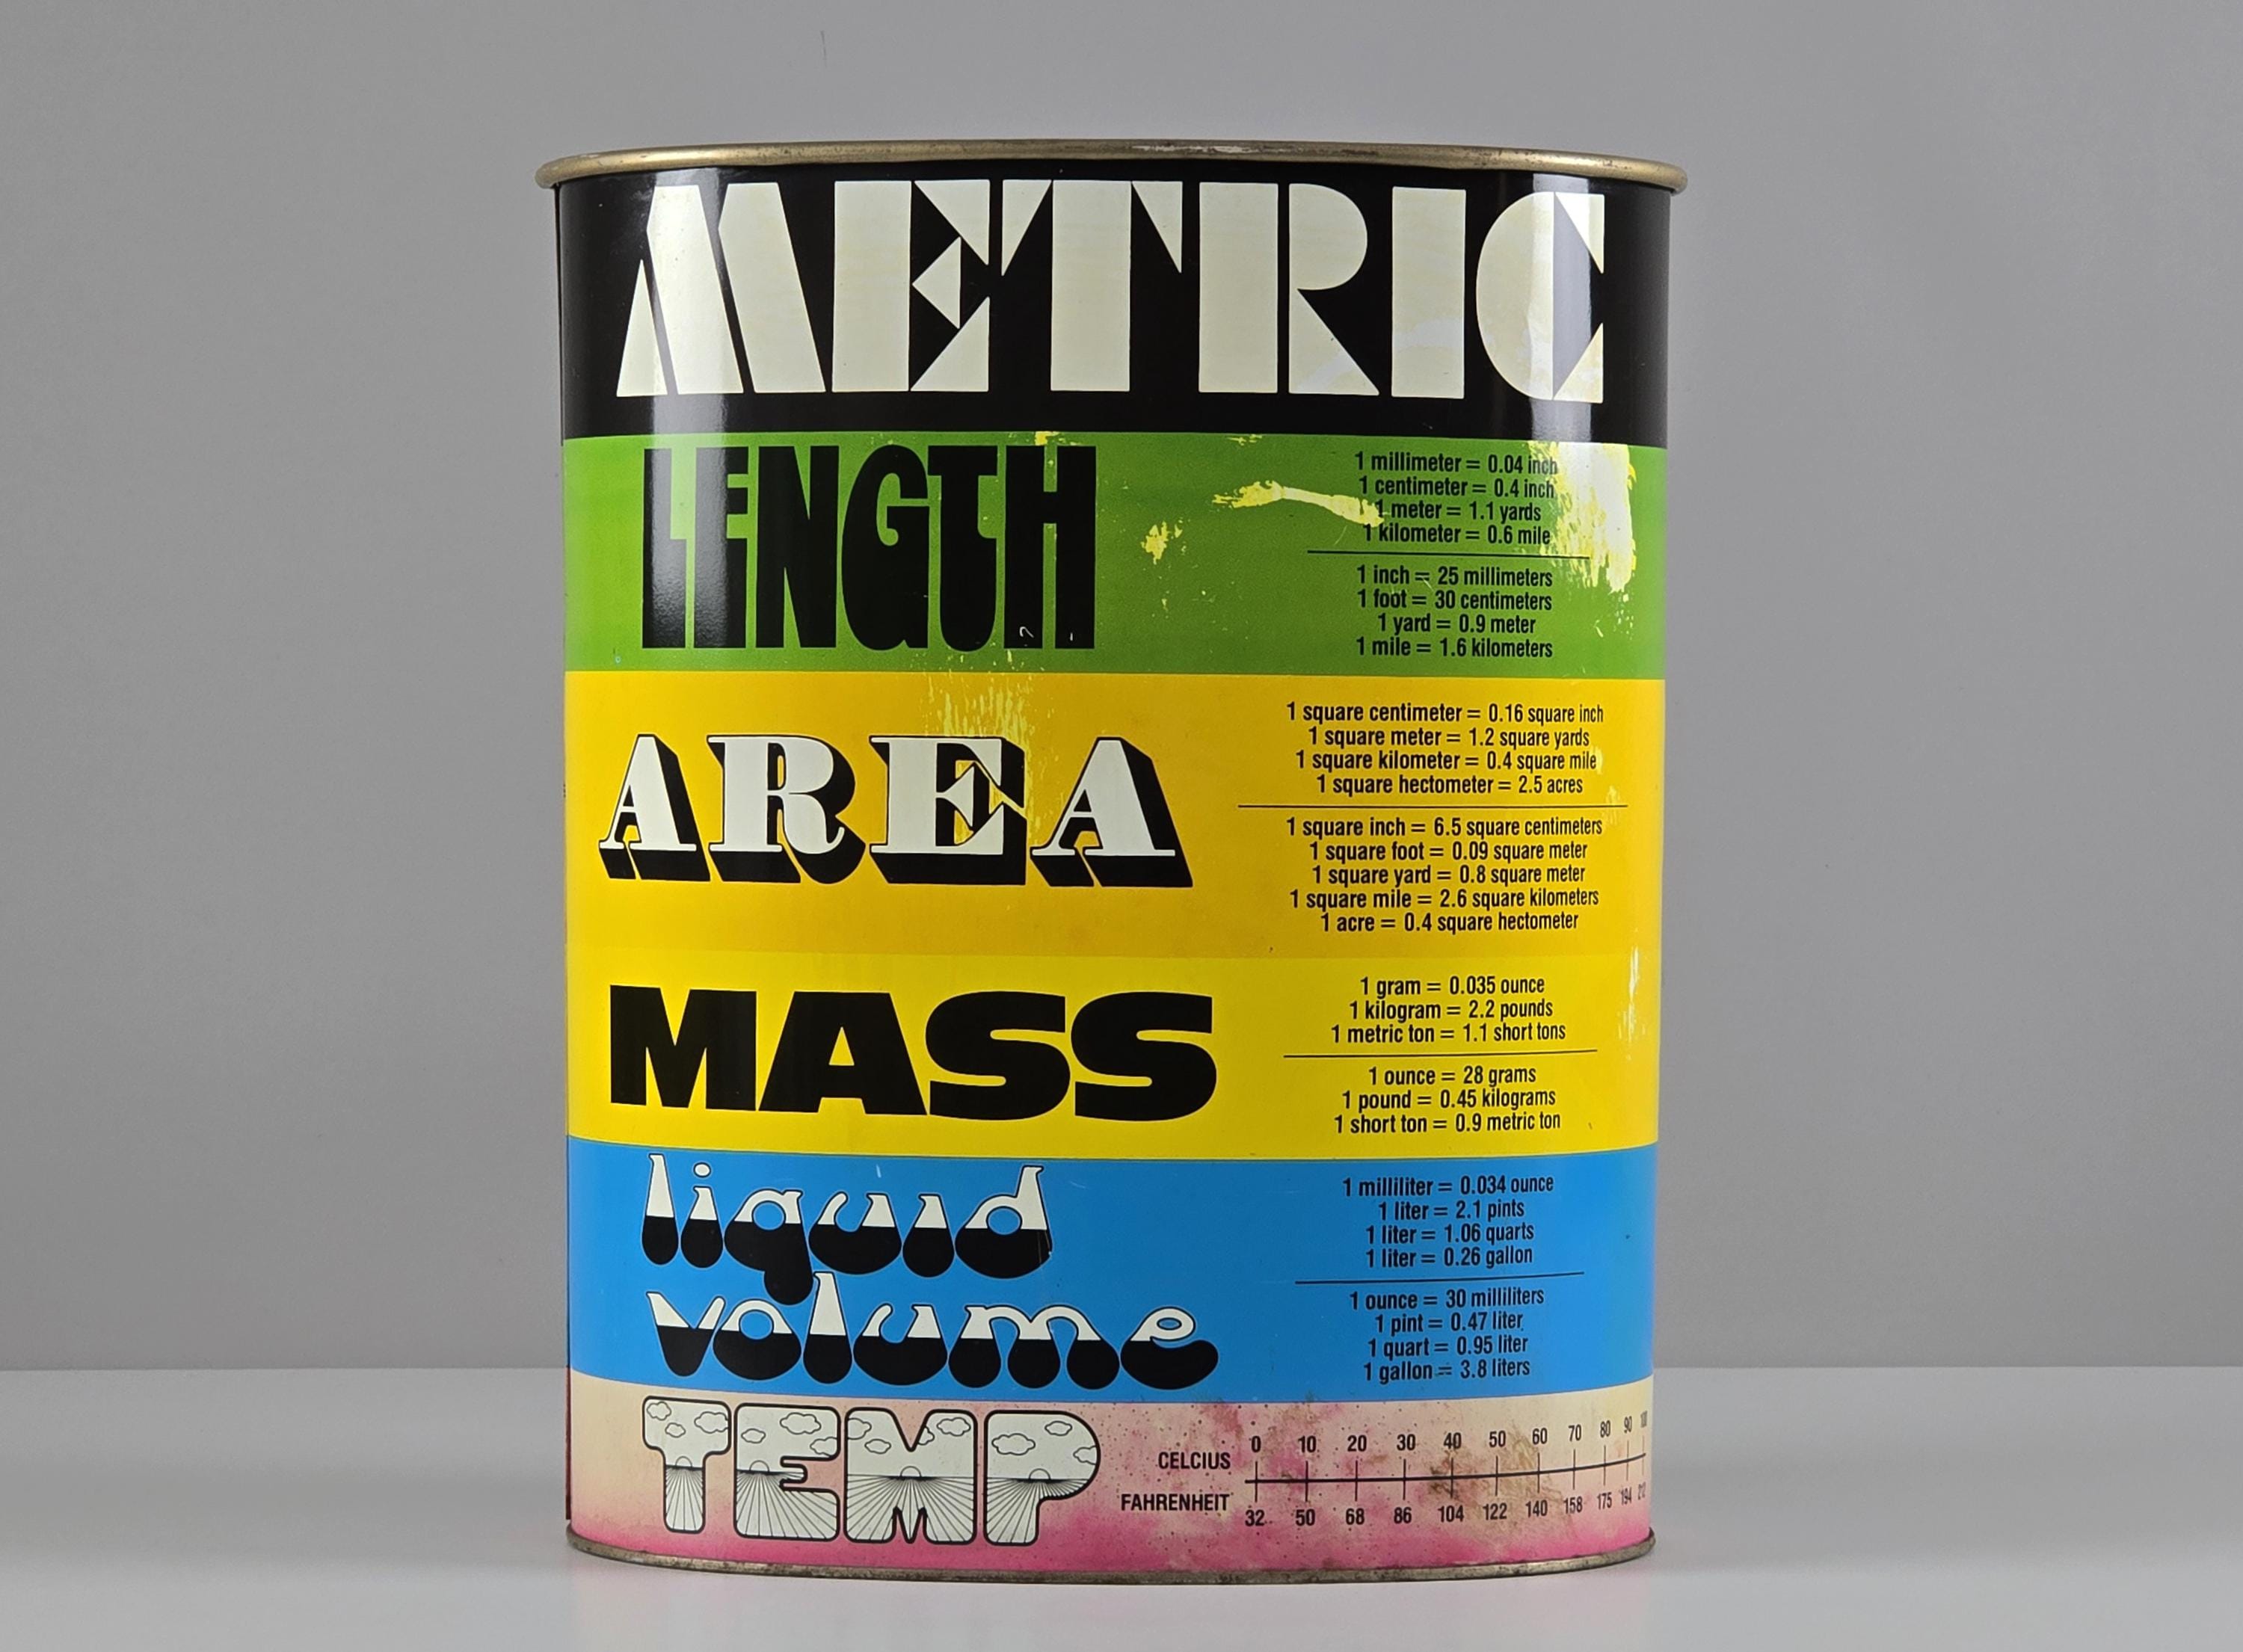 METRIC
LENGTH
1 millimeter = 0.04 inch
1 centimeter = 0.4 inch
1 meter = 1.1 yards
1 kilometer = 0.6 mile
1 inch = 25 millimeters
1 foot = 30 centimeters
1 yard = 0.9 meter
1 mile = 1.6 kilometers
AREA
1 square centimeter = 0.16 square inch
1 square meter = 1.2 square yards
1 square kilometer = 0.4 square mile
1 square hectometer = 2.5 acres
1 square inch = 6.5 square centimeters
1 square foot = 0.09 square meter
1 square yard = 0.8 square meter
1 square mile = 2.6 square kilometers
1 acre = 0.4 square hectometer
MASS
1 gram = 0.035 ounce
1 kilogram = 2.2 pounds
1 metric ton = 1.1 short tons
1 ounce = 28 grams
1 pound = 0.45 kilograms
1 short ton = 0.9 metric ton
liquid
volume
1 milliliter = 0.034 ounce
1 liter = 2.1 pints
1 liter = 1.06 quarts
1 liter = 0.26 gallon
1 ounce = 30 milliliters
1 pint = 0.47 liter
1 quart = 0.95 liter
1 gallon = 3.8 liters
TEMP
CELCIUS 0 10 20 30 40 50 60 70 80 90 100
FAHRENHEIT 32 50 68 86 104 122 140 158 175 194 212